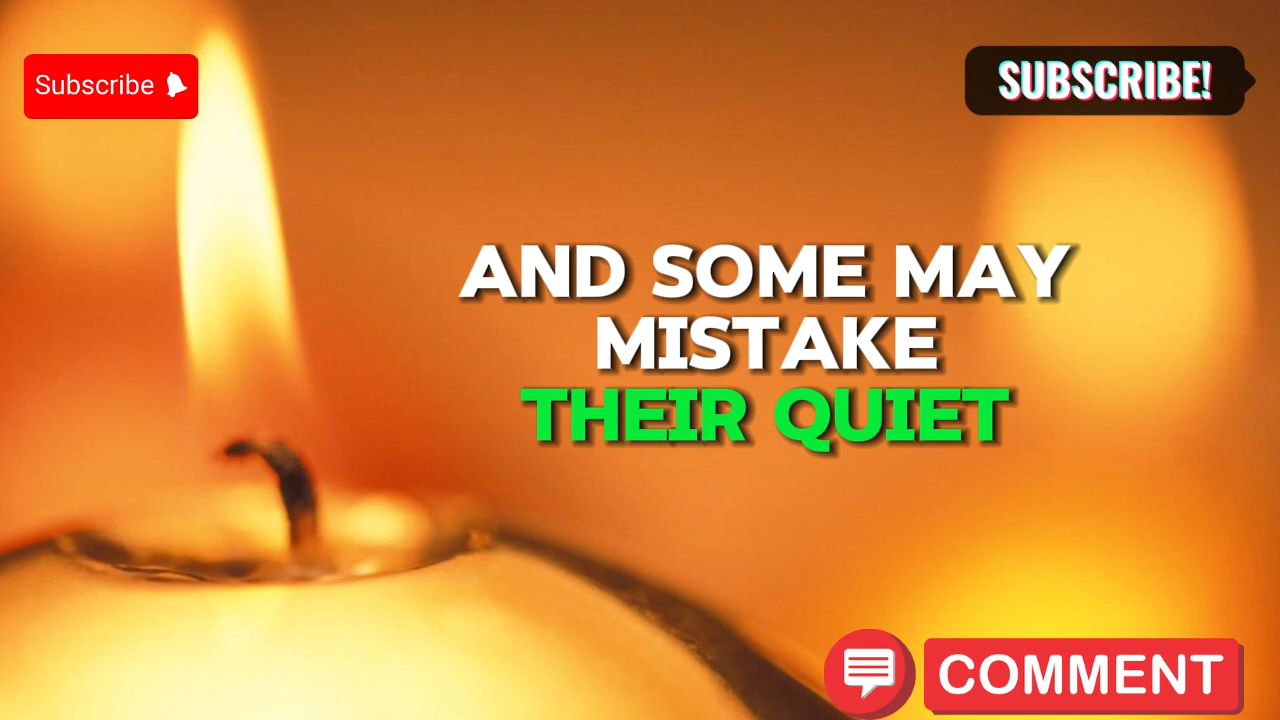 Subscribe
SUBSCRIBE!
AND SOME MAY
MISTAKE
THEIR QUIET
COMMENT